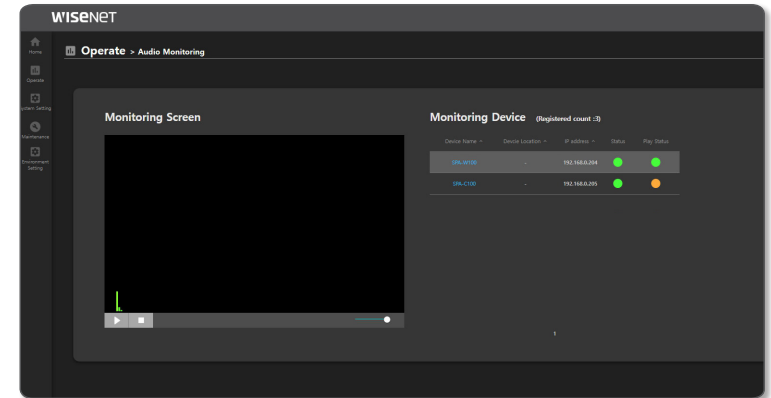 WISENET
Home
Operate
System Setting
Maintenance
Environment
Setting
Operate > Audio Monitoring
Monitoring Screen
Monitoring Device (Registered count :3)
Device Name Device Location IP address Status Play Status
SPA-W100 - 192.168.0.204
SPA-C100 - 192.168.0.205
1